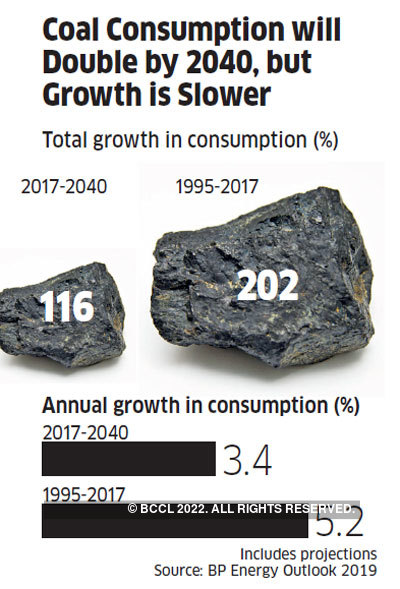 Coal Consumption will
Double by 2040, but
Growth is Slower
Total growth in consumption (%)
2017-2040
1995-2017
116
202
Annual growth in consumption (%)
2017-2040
3.4
1995-2017
© BCCL 2022. ALL RIGHTS RESERVED.
5.2
Includes projections
Source: BP Energy Outlook 2019